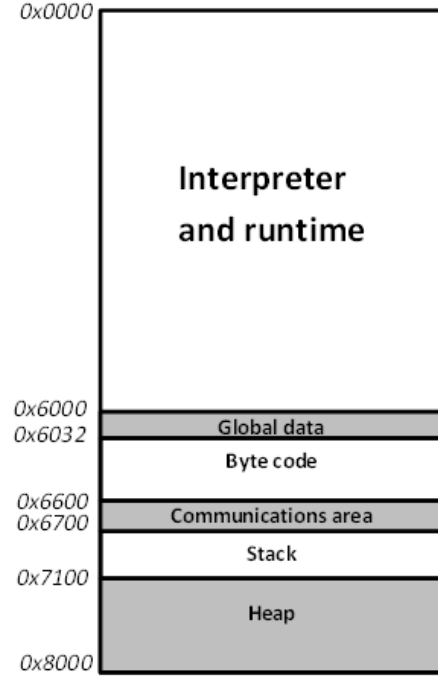 0x0000
Interpreter
and runtime
0x6000
Global data
0x6032
Byte code
0x6600
Communications area
0x6700
Stack
0x7100
Heap
0x8000